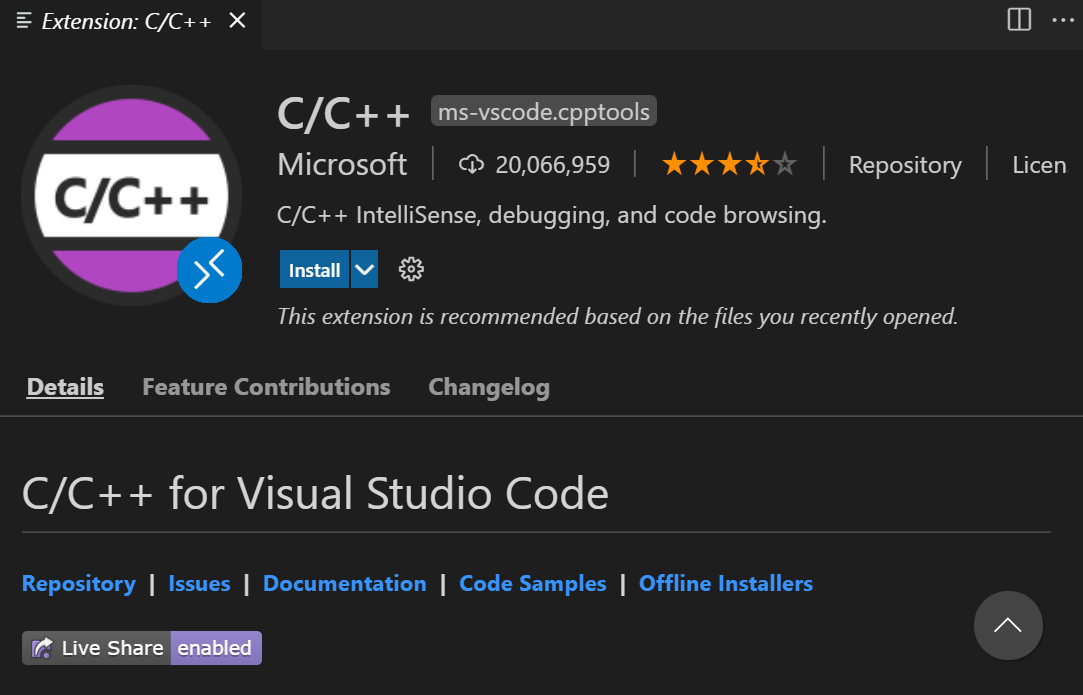 Extension: C/C++
C/C++ ms-vscode.cpptools
C/C++
Microsoft 20,066,959 Repository Licen
C/C++ IntelliSense, debugging, and code browsing.
Install
This extension is recommended based on the files you recently opened.
Details Feature Contributions Changelog
C/C++ for Visual Studio Code
Repository | Issues | Documentation | Code Samples | Offline Installers
Live Share enabled